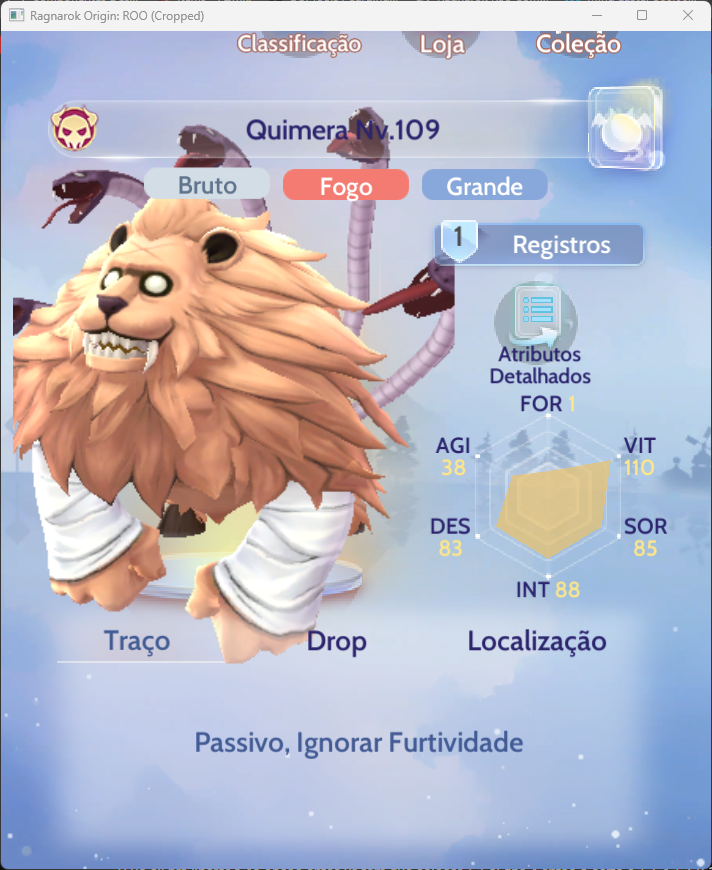 Ragnarok Origin: ROO (Cropped)
Classificação
Loja
Coleção
Quimera Nv.109
Bruto
Fogo
Grande
1
Registros
Atributos
Detalhados
FOR 1
AGI
38
VIT
110
DES
83
SOR
85
INT 88
Traço
Drop
Localização
Passivo, Ignorar Furtividade